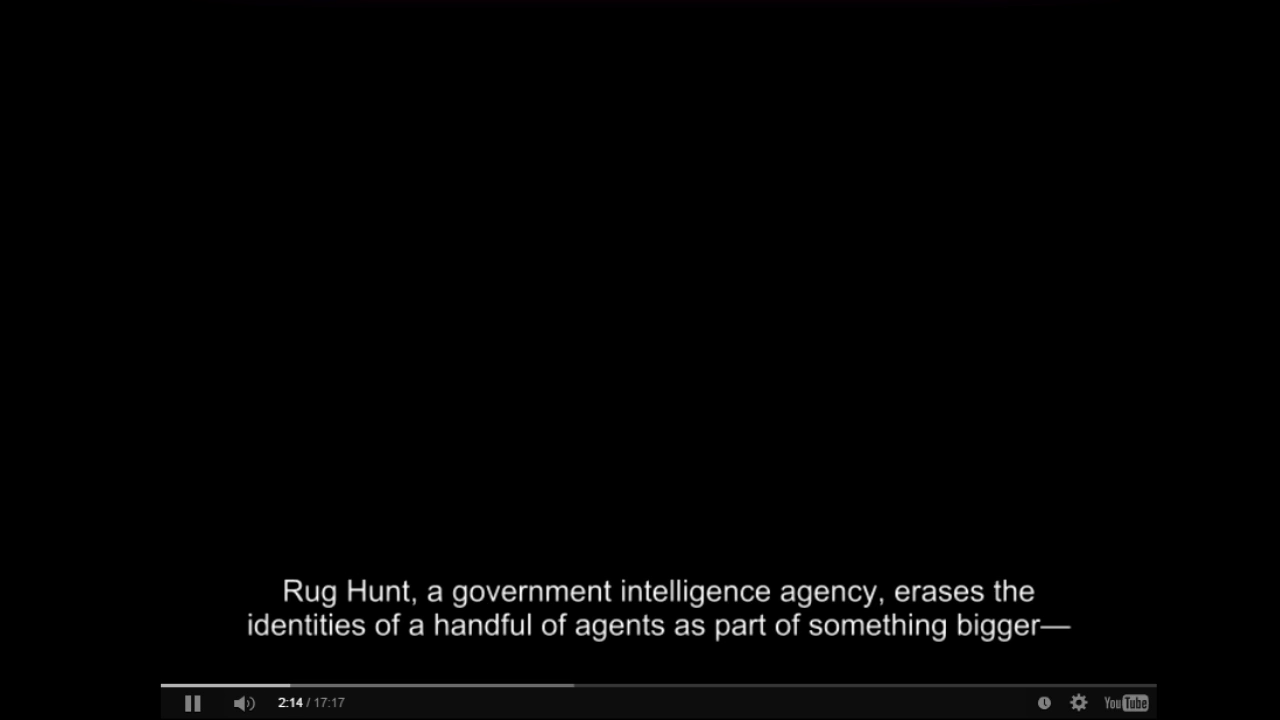 Rug Hunt, a government intelligence agency, erases the
identities of a handful of agents as part of something bigger—
2:14 / 17:17
YouTube